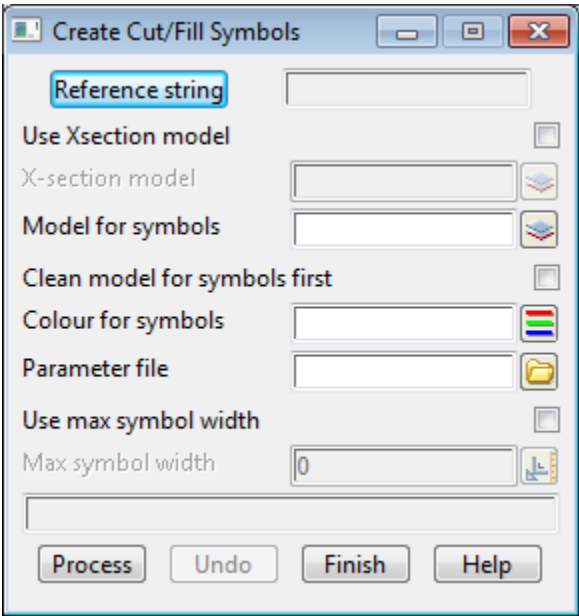 Create Cut/Fill Symbols
Reference string
Use Xsection model
X-section model
Model for symbols
Clean model for symbols first
Colour for symbols
Parameter file
Use max symbol width
Max symbol width 0
Process Undo Finish Help